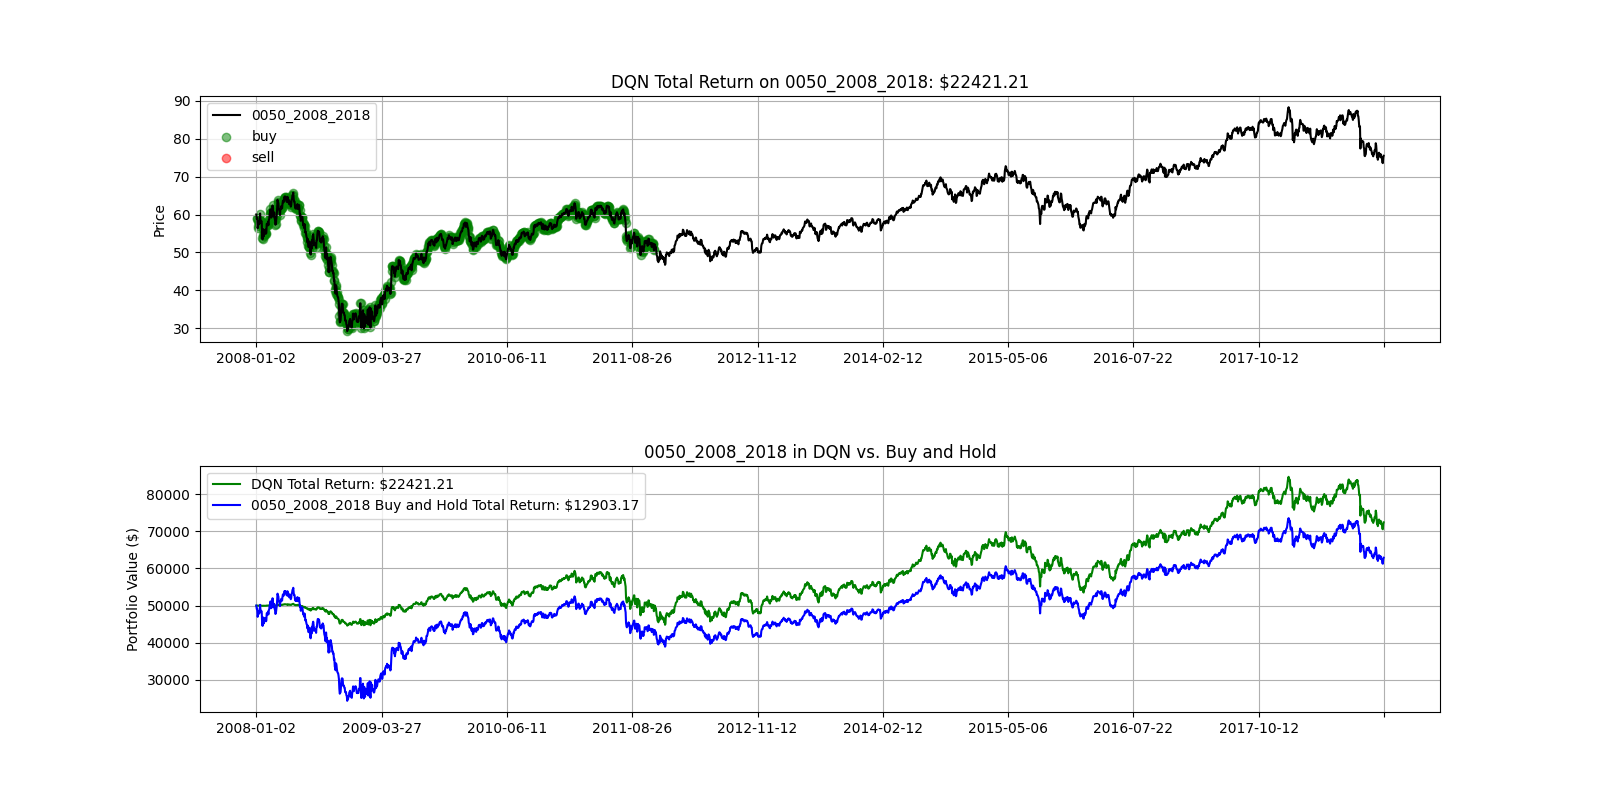 DQN Total Return on 0050_2008_2018: $22421.21
90
80
70
60
50
40
30
Price
0050_2008_2018
buy
sell
2008-01-02 2009-03-27 2010-06-11 2011-08-26 2012-11-12 2014-02-12 2015-05-06 2016-07-22 2017-10-12
0050_2008_2018 in DQN vs. Buy and Hold
80000
70000
60000
50000
40000
30000
Portfolio Value ($)
DQN Total Return: $22421.21
0050_2008_2018 Buy and Hold Total Return: $12903.17
2008-01-02 2009-03-27 2010-06-11 2011-08-26 2012-11-12 2014-02-12 2015-05-06 2016-07-22 2017-10-12